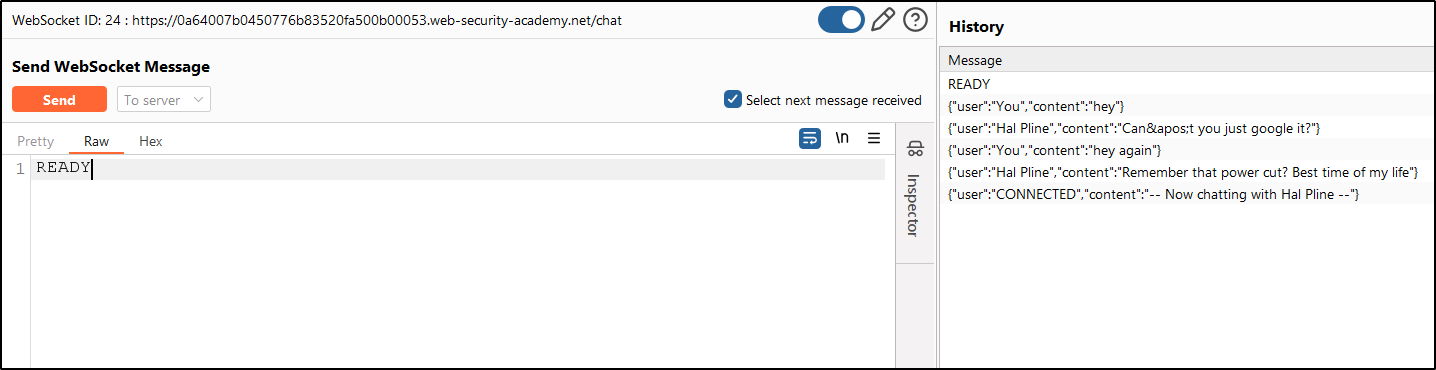 WebSocket ID: 24 : https://0a64007b0450776b83520fa500b00053.web-security-academy.net/chat
Send WebSocket Message
Send
To server
Select next message received
Pretty
Raw
Hex
\n
1
READY
Inspector
History
Message
READY
{"user":"You","content":"hey"}
{"user":"Hal Pline","content":"Can&apos;t you just google it?"}
{"user":"You","content":"hey again"}
{"user":"Hal Pline","content":"Remember that power cut? Best time of my life"}
{"user":"CONNECTED","content":"-- Now chatting with Hal Pline --"}